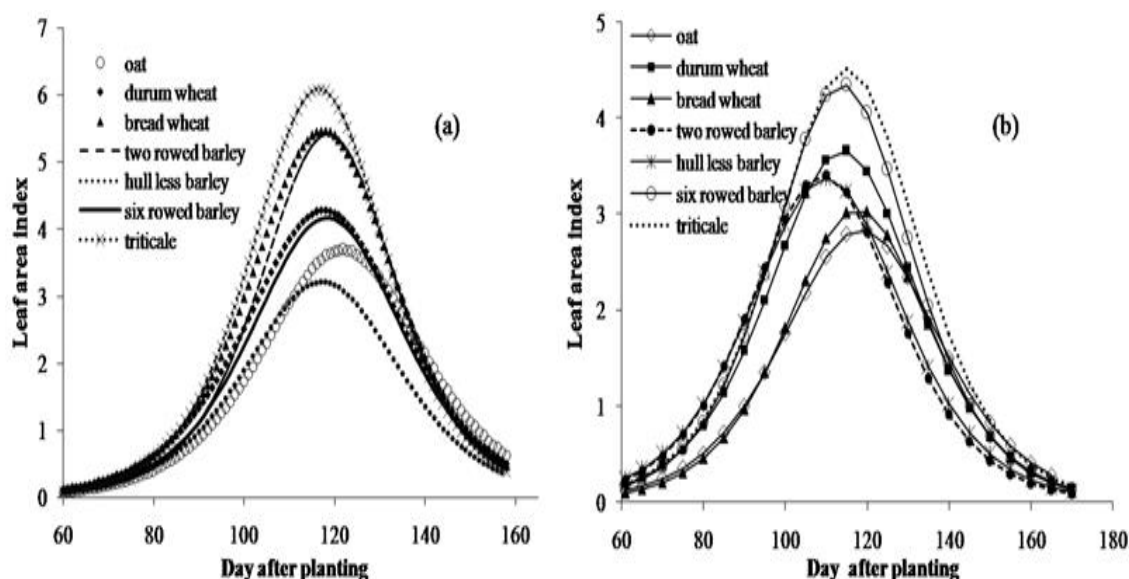 7
6
5
4
3
2
1
0
Leaf area index
oat
durum wheat
bread wheat
two rowed barley
hull less barley
six rowed barley
triticale
(a)
60 80 100 120 140 160
Day after planting
5
4
3
2
1
0
Leaf area index
oat
durum wheat
bread wheat
two rowed barley
hull less barley
six rowed barley
triticale
(b)
60 80 100 120 140 160 180
Day after planting